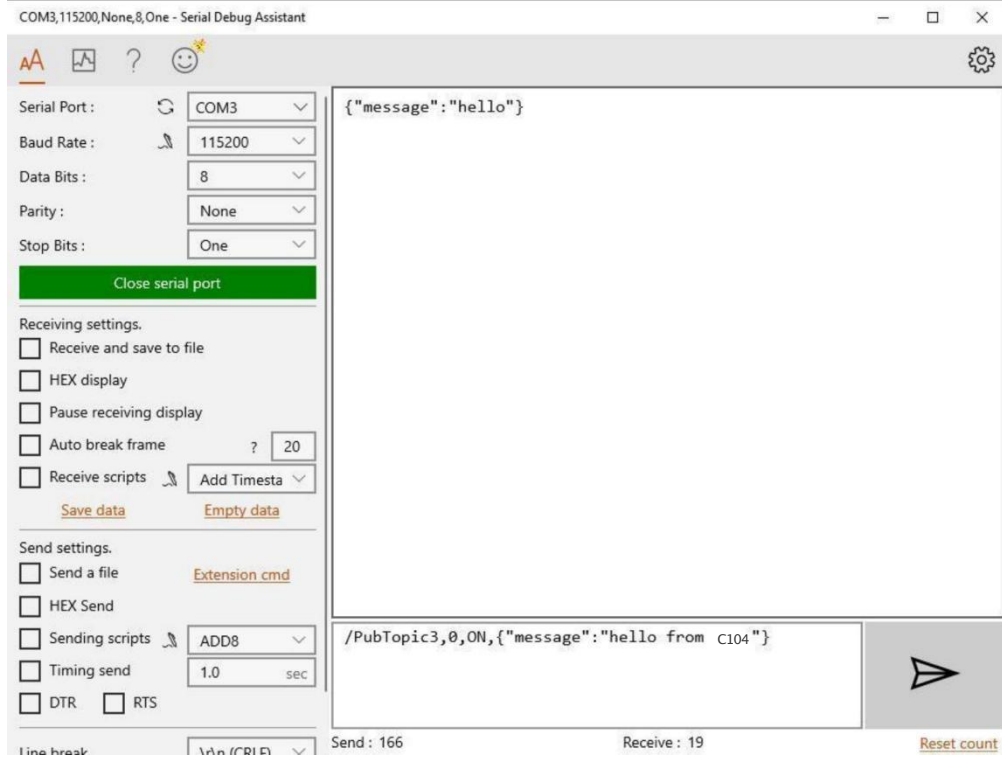 COM3,115200,None,8,One - Serial Debug Assistant
AA
?
Serial Port :
COM3
Baud Rate :
115200
Data Bits :
8
Parity :
None
Stop Bits :
One
Close serial port
Receiving settings.
Receive and save to file
HEX display
Pause receiving display
Auto break frame ? 20
Receive scripts Add Timesta
Save data Empty data
Send settings.
Send a file Extension cmd
HEX Send
Sending scripts ADD8
Timing send 1.0 sec
DTR RTS
Line break \r\n (CRLF)
{"message":"hello"}
/PubTopic3,0,ON,{"message":"hello from C104"}
Send : 166 Receive : 19 Reset count